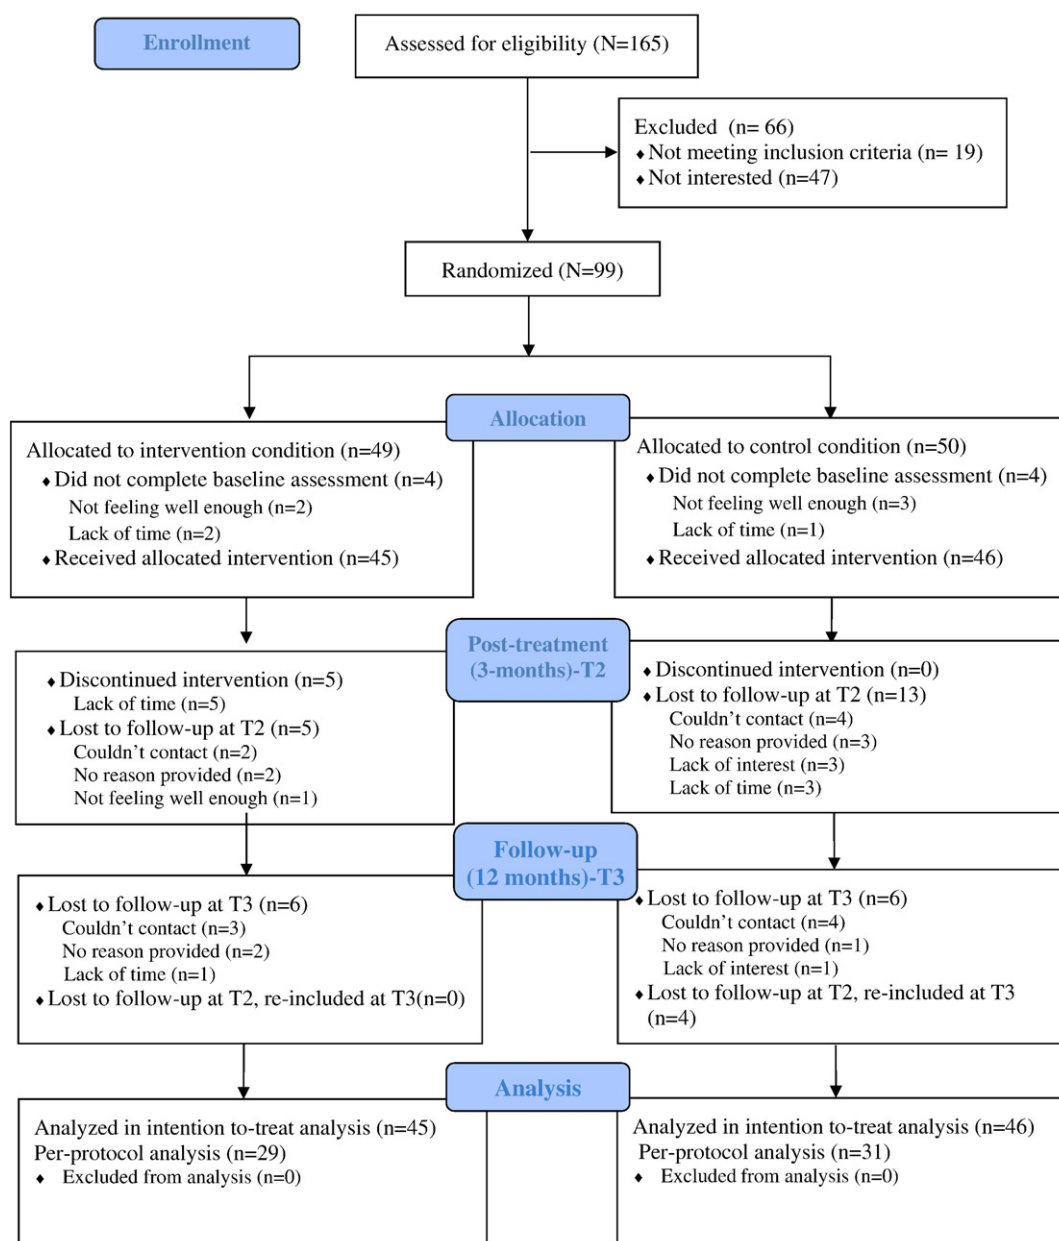 Enrollment
Assessed for eligibility (N=165)
Excluded (n= 66)
♦ Not meeting inclusion criteria (n= 19)
♦ Not interested (n=47)
Randomized (N=99)
Allocation
Allocated to intervention condition (n=49)
♦ Did not complete baseline assessment (n=4)
Not feeling well enough (n=2)
Lack of time (n=2)
♦ Received allocated intervention (n=45)
Allocated to control condition (n=50)
♦ Did not complete baseline assessment (n=4)
Not feeling well enough (n=3)
Lack of time (n=1)
♦ Received allocated intervention (n=46)
Post-treatment
(3-months)-T2
♦ Discontinued intervention (n=5)
Lack of time (n=5)
♦ Lost to follow-up at T2 (n=5)
Couldn't contact (n=2)
No reason provided (n=2)
Not feeling well enough (n=1)
♦ Discontinued intervention (n=0)
♦ Lost to follow-up at T2 (n=13)
Couldn't contact (n=4)
No reason provided (n=3)
Lack of interest (n=3)
Lack of time (n=3)
Follow-up
(12 months)-T3
♦ Lost to follow-up at T3 (n=6)
Couldn't contact (n=3)
No reason provided (n=2)
Lack of time (n=1)
♦ Lost to follow-up at T2, re-included at T3(n=0)
♦ Lost to follow-up at T3 (n=6)
Couldn't contact (n=4)
No reason provided (n=1)
Lack of interest (n=1)
♦ Lost to follow-up at T2, re-included at T3
(n=4)
Analysis
Analyzed in intention to-treat analysis (n=45)
Per-protocol analysis (n=29)
♦ Excluded from analysis (n=0)
Analyzed in intention to-treat analysis (n=46)
Per-protocol analysis (n=31)
♦ Excluded from analysis (n=0)